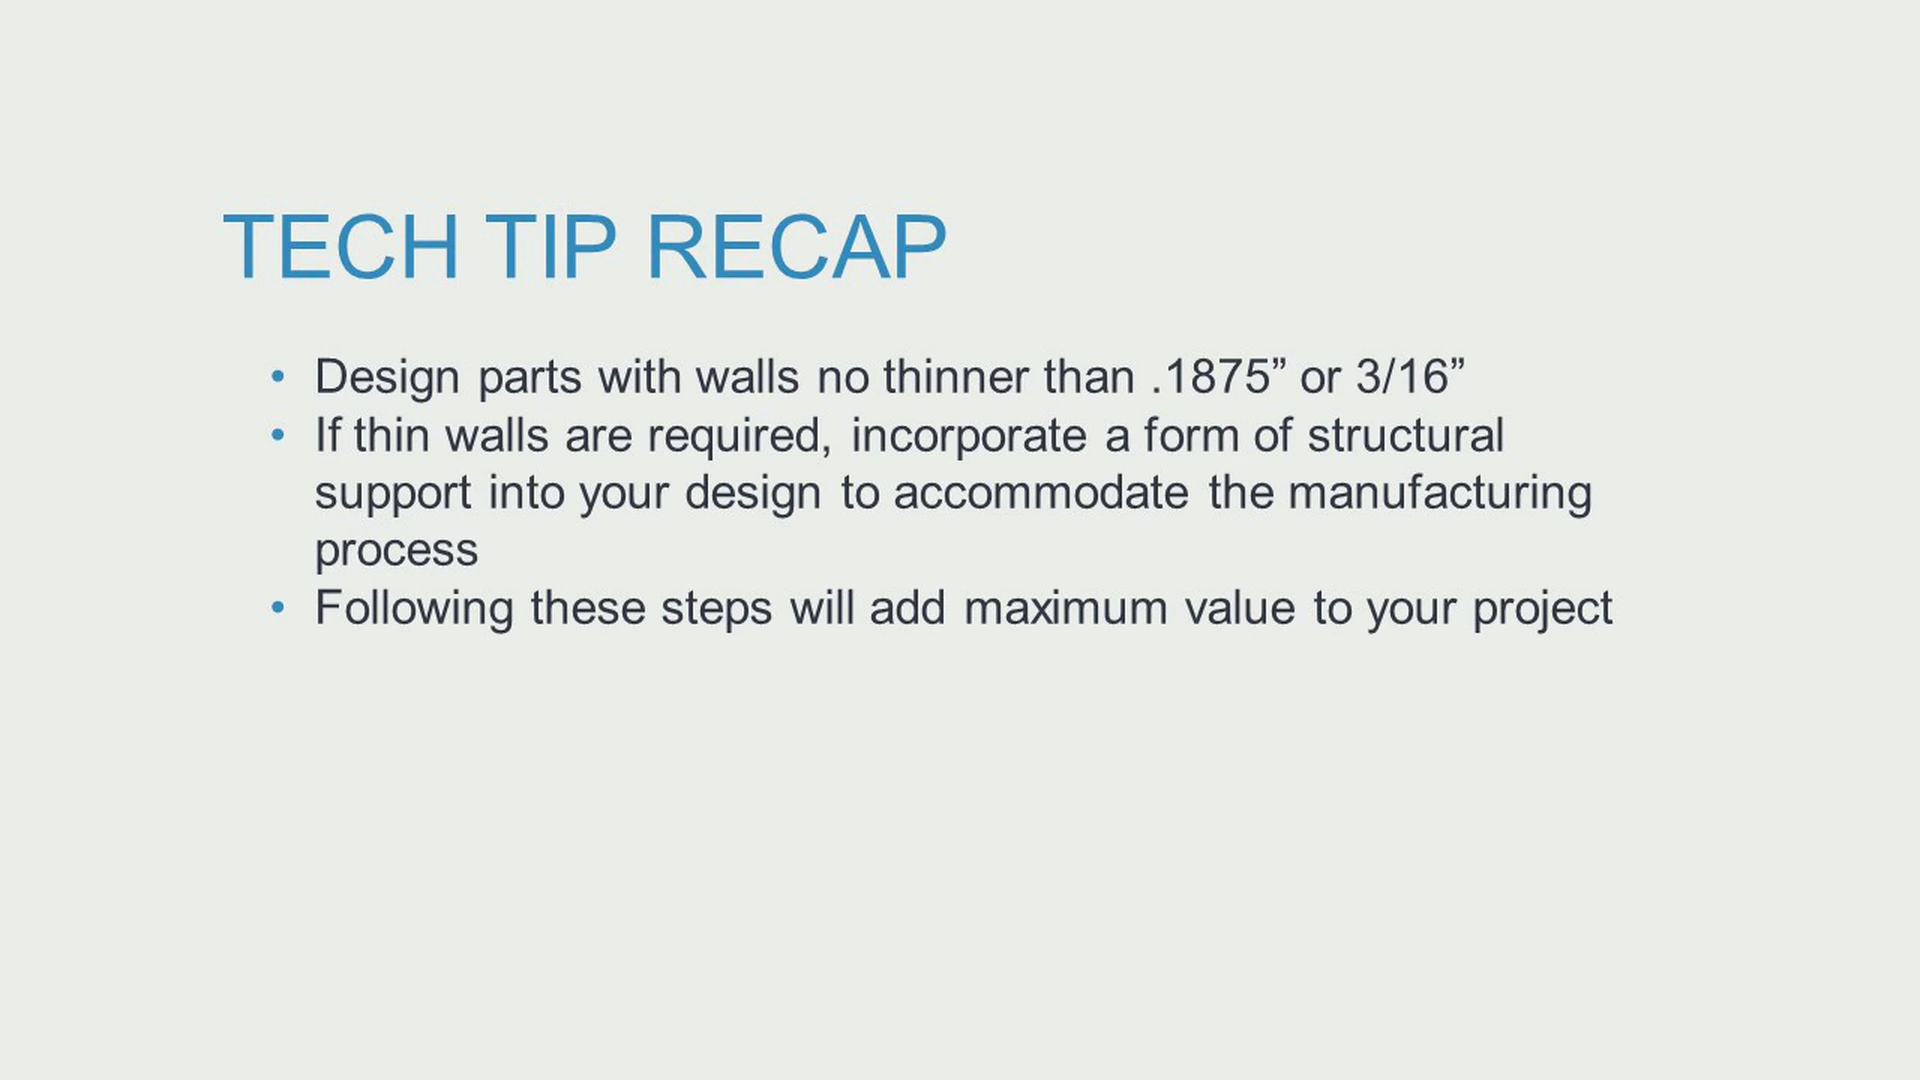 TECH TIP RECAP
• Design parts with walls no thinner than .1875” or 3/16”
• If thin walls are required, incorporate a form of structural
support into your design to accommodate the manufacturing
process
• Following these steps will add maximum value to your project